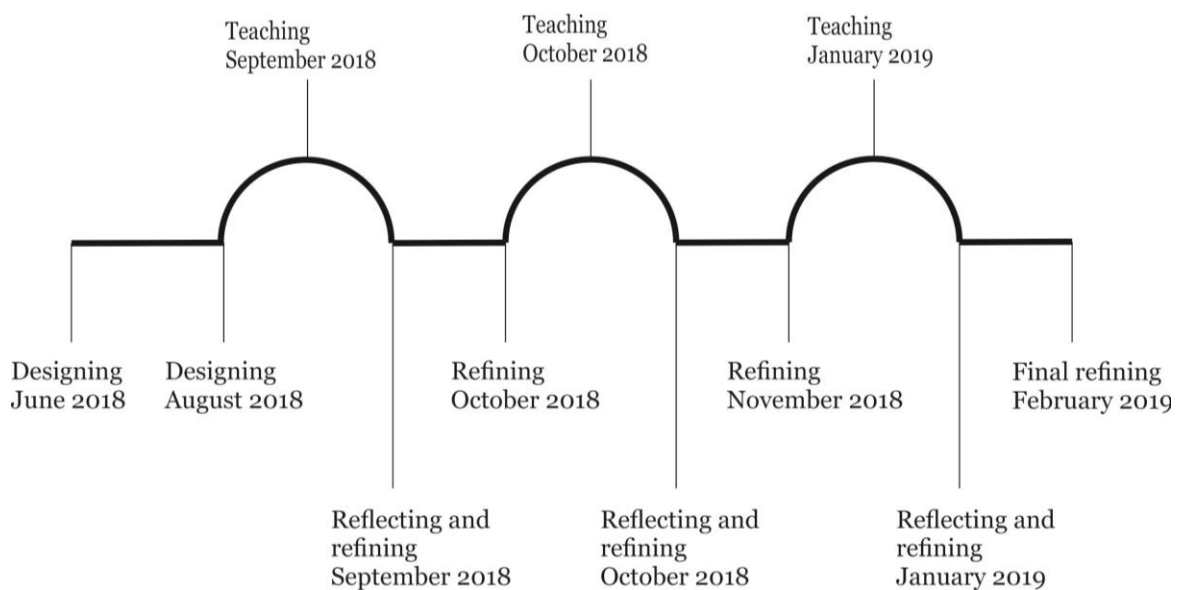 Teaching
September 2018
Teaching
October 2018
Teaching
January 2019
Designing
June 2018
Designing
August 2018
Refining
October 2018
Refining
November 2018
Final refining
February 2019
Reflecting and
refining
September 2018
Reflecting and
refining
October 2018
Reflecting and
refining
January 2019